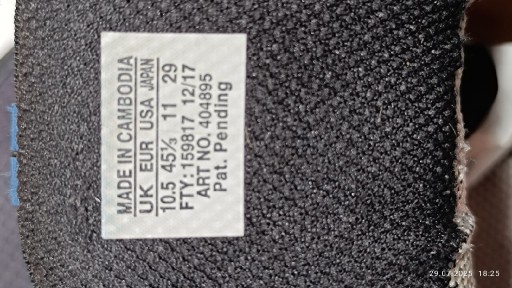 MADE IN CAMBODIA
UK EUR USA JAPAN
10.5 45⅓ 11 29
FTY: 159817 12/17
ART NO. 404895
Pat. Pending
29.07.2025 18:25